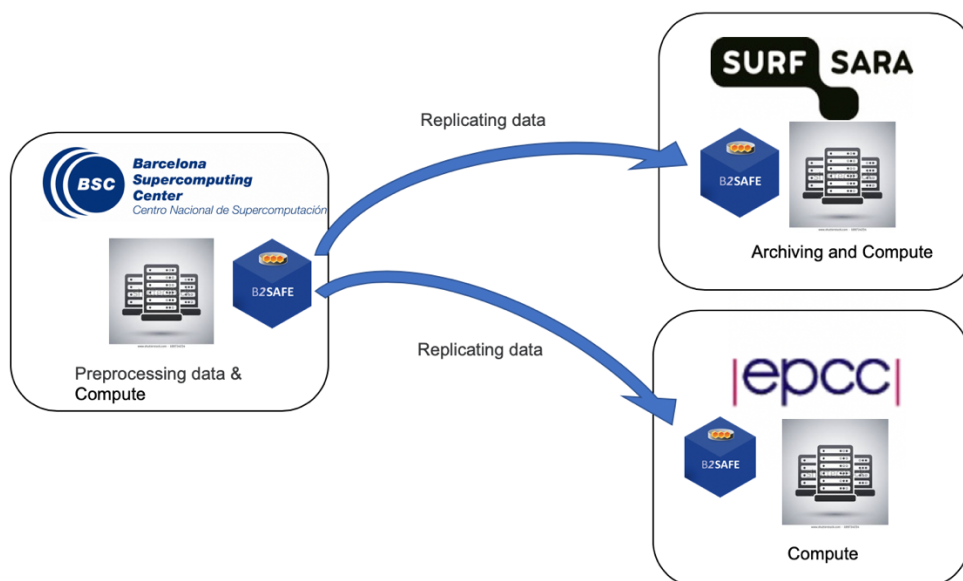 SURF SARA
Replicating data
B2SAFE
Archiving and Compute
BSC
Barcelona
Supercomputing
Center
Centro Nacional de Supercomputación
B2SAFE
Preprocessing data &
Compute
Replicating data
|epcc|
B2SAFE
Compute